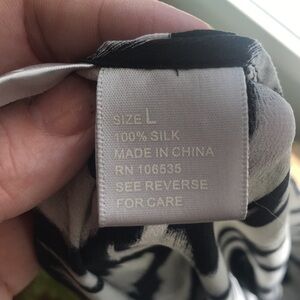 SIZE L
100% SILK
MADE IN CHINA
RN 106535
SEE REVERSE
FOR CARE